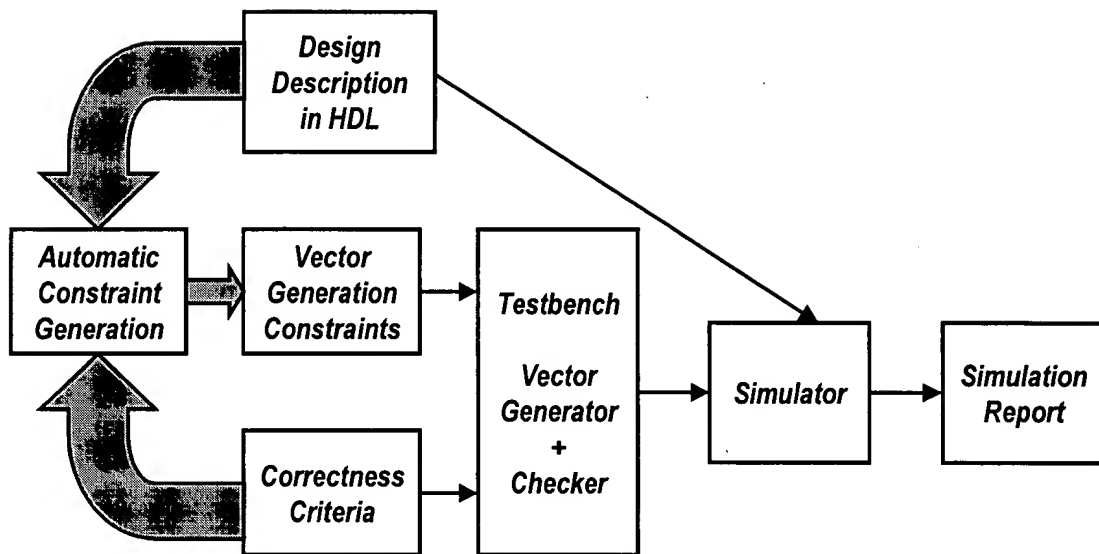 Design
Description
in HDL
Automatic
Constraint
Generation
Vector
Generation
Constraints
Testbench
Vector
Generator
+
Checker
Simulator
Simulation
Report
Correctness
Criteria